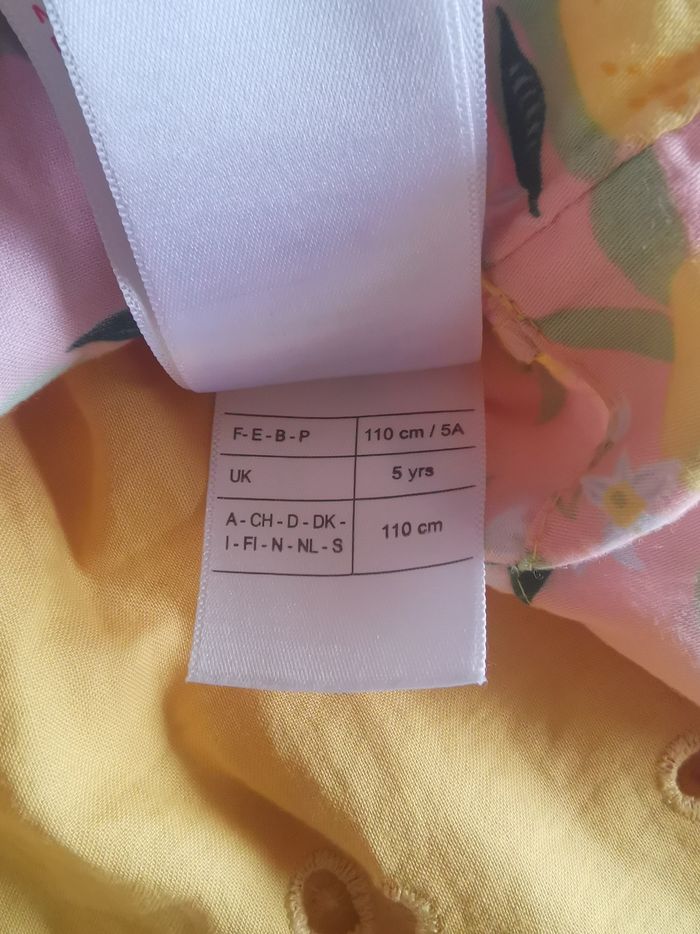 F-E-B-P 110 cm / 5A
UK 5 yrs
A - CH - D - DK -
I - FI - N - NL - S 110 cm